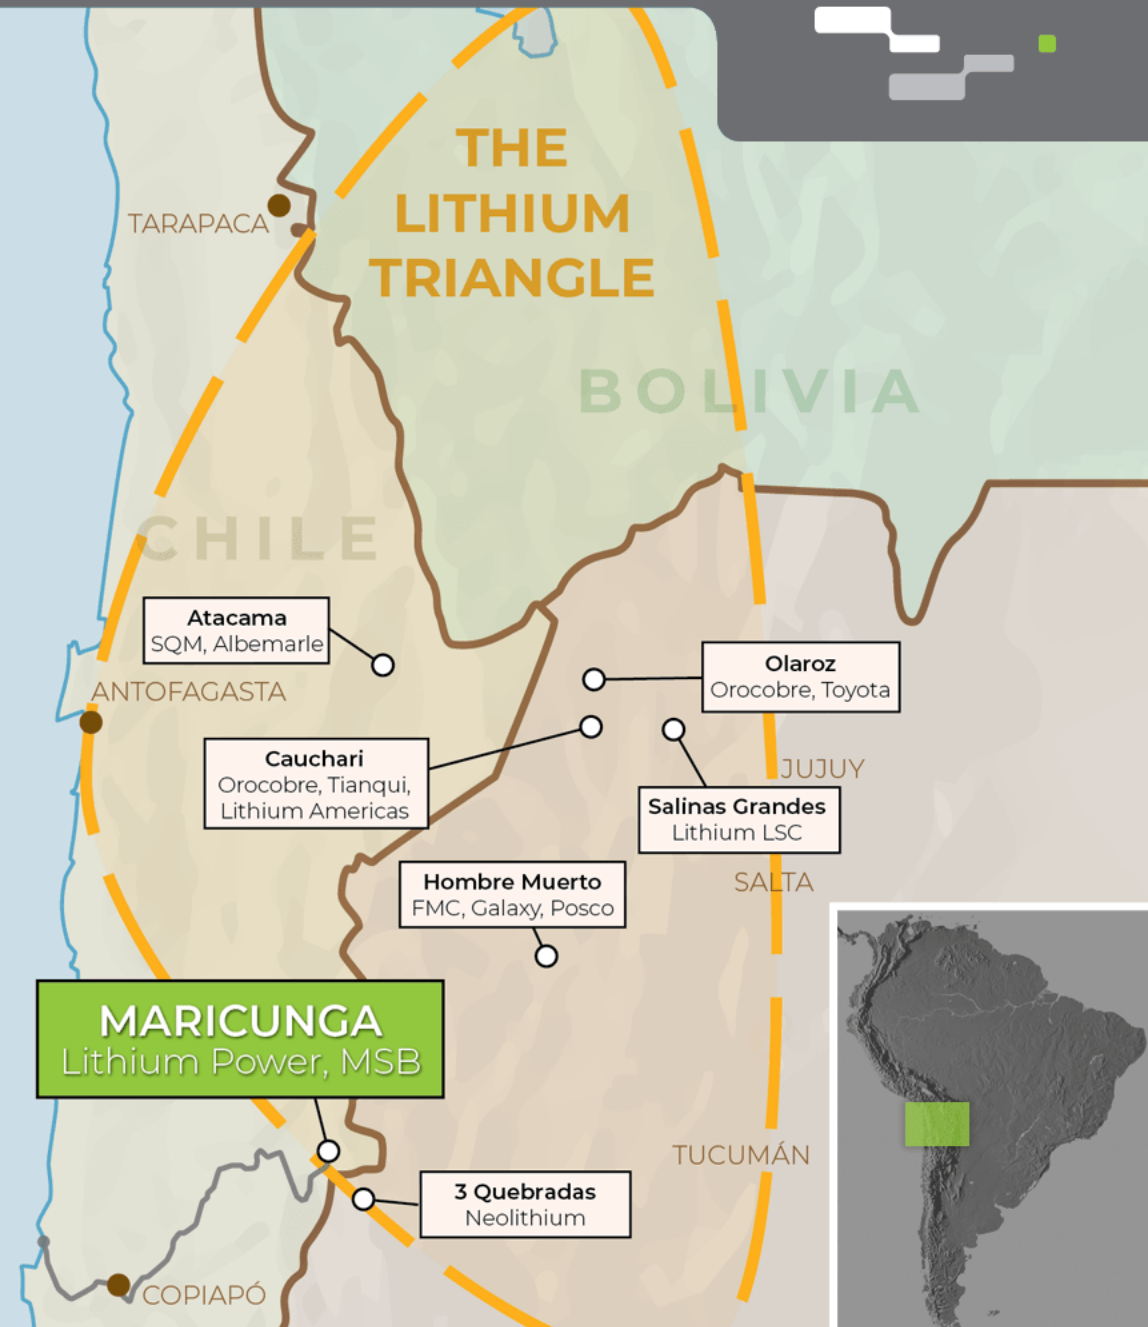 THE
LITHIUM
TRIANGLE
TARAPACA
BOLIVIA
CHILE
Atacama
SQM, Albemarle
ANTOFAGASTA
Olaroz
Orocobre, Toyota
Cauchari
Orocobre, Tianqui,
Lithium Americas
JUJUY
Salinas Grandes
Lithium LSC
SALTA
Hombre Muerto
FMC, Galaxy, Posco
MARICUNGA
Lithium Power, MSB
TUCUMÁN
3 Quebradas
Neolithium
COPIAPÓ